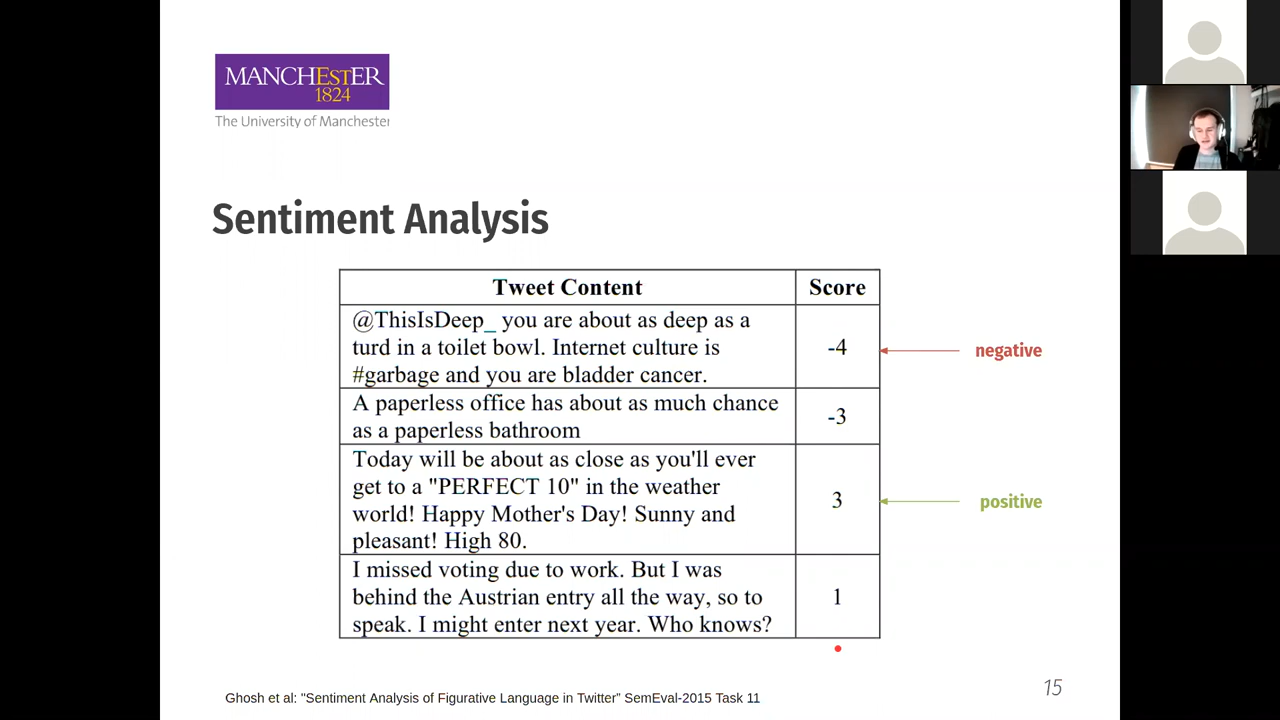 MANCHESTER
1824
The University of Manchester
Sentiment Analysis
Tweet Content Score
@ThisIsDeep_ you are about as deep as a
turd in a toilet bowl. Internet culture is
#garbage and you are bladder cancer.
-4
negative
A paperless office has about as much chance
as a paperless bathroom
-3
Today will be about as close as you'll ever
get to a "PERFECT 10" in the weather
world! Happy Mother's Day! Sunny and
pleasant! High 80.
3
positive
I missed voting due to work. But I was
behind the Austrian entry all the way, so to
speak. I might enter next year. Who knows?
1
Ghosh et al: "Sentiment Analysis of Figurative Language in Twitter" SemEval-2015 Task 11
15